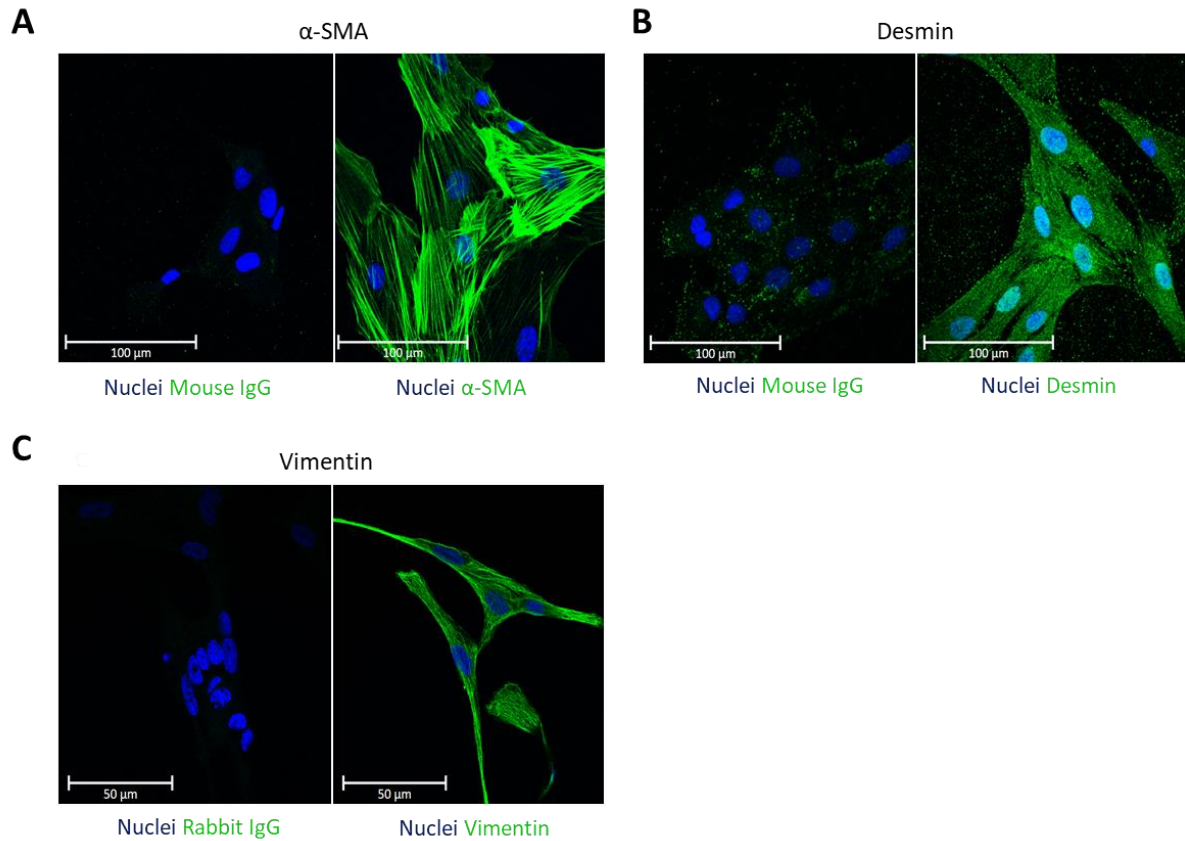 A
α-SMA
100 µm
100 µm
Nuclei Mouse IgG
Nuclei α-SMA
B
Desmin
100 µm
100 µm
Nuclei Mouse IgG
Nuclei Desmin
C
Vimentin
50 µm
50 µm
Nuclei Rabbit IgG
Nuclei Vimentin